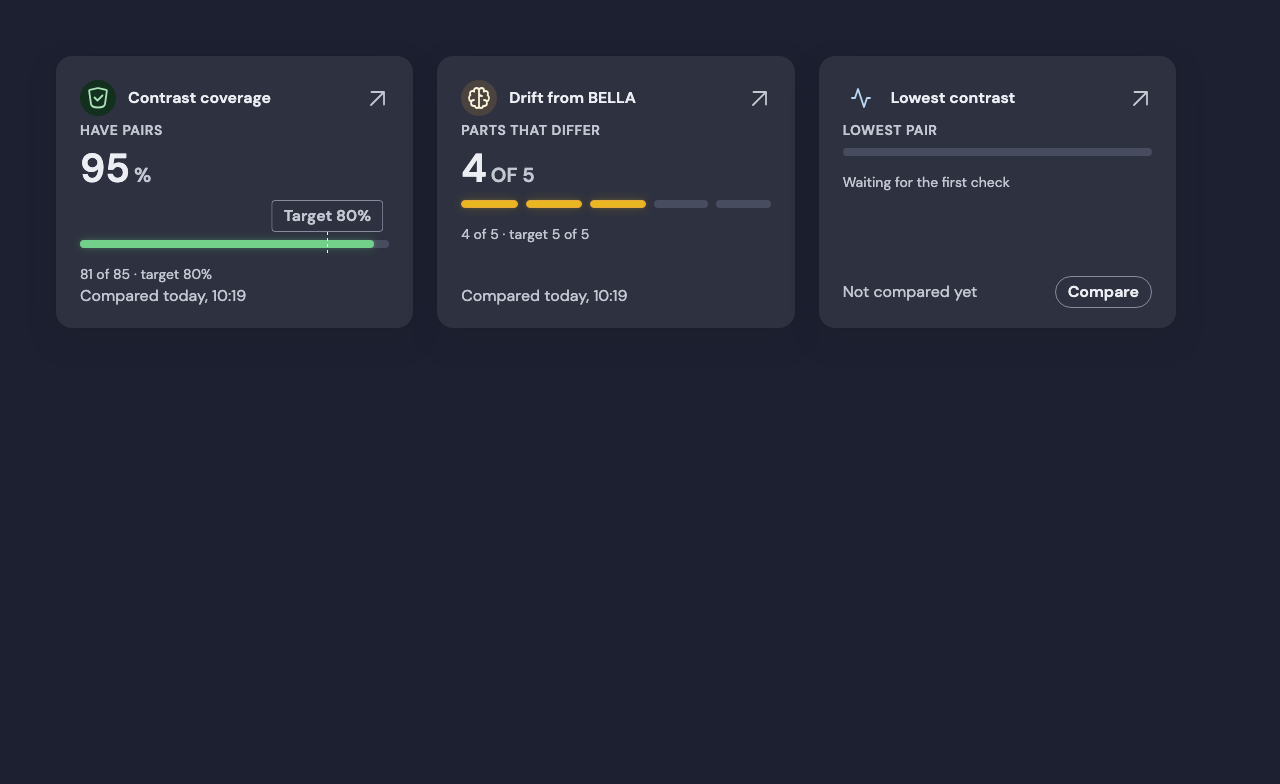 Contrast coverage
HAVE PAIRS
95 %
Target 80%
81 of 85 · target 80%
Compared today, 10:19
Drift from BELLA
PARTS THAT DIFFER
4 OF 5
4 of 5 · target 5 of 5
Compared today, 10:19
Lowest contrast
LOWEST PAIR
Waiting for the first check
Not compared yet
Compare